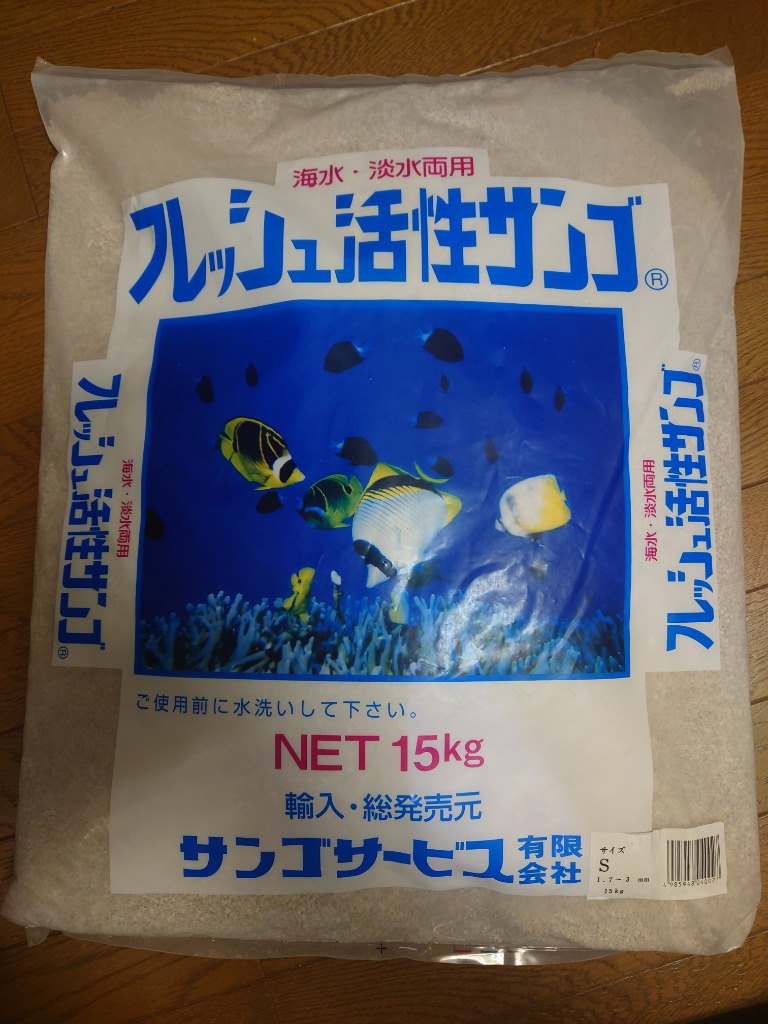 海水・淡水両用
フレッシュ活性サンゴ®
フレッシュ活性サンゴ®
海水・淡水両用
海水・淡水両用
フレッシュ活性サンゴ®
ご使用前に水洗いして下さい。
NET 15kg
輸入・総発売元
サンゴサービス有限会社
サイズ
S
1.7～3 mm
15kg